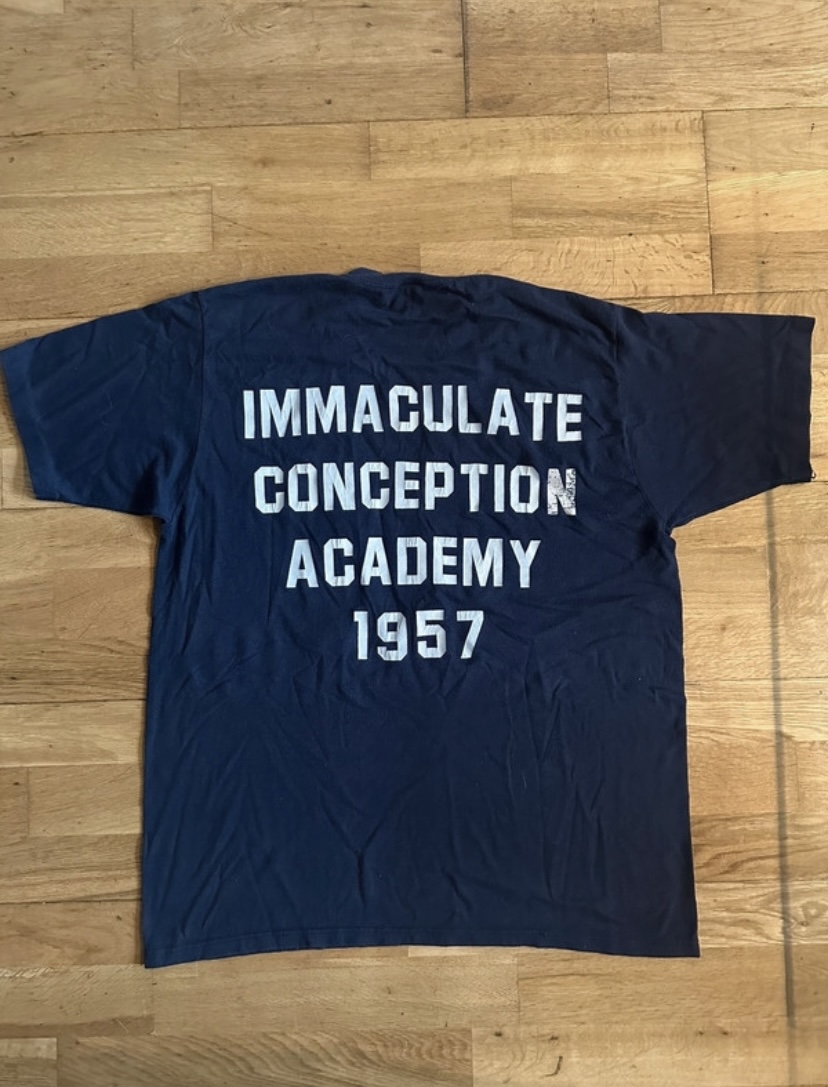 IMMACULATE
CONCEPTION
ACADEMY
1957